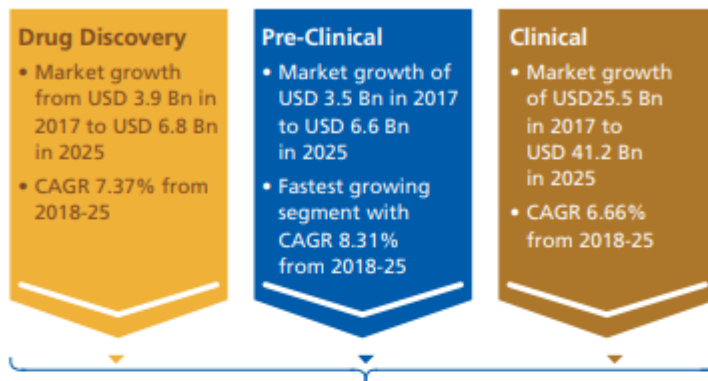 Drug Discovery
• Market growth
from USD 3.9 Bn in
2017 to USD 6.8 Bn
in 2025
• CAGR 7.37% from
2018-25
Pre-Clinical
• Market growth of
USD 3.5 Bn in 2017
to USD 6.6 Bn
in 2025
• Fastest growing
segment with
CAGR 8.31%
from 2018-25
Clinical
• Market growth
of USD25.5 Bn
in 2017 to
USD 41.2 Bn
in 2025
• CAGR 6.66%
from 2018-25